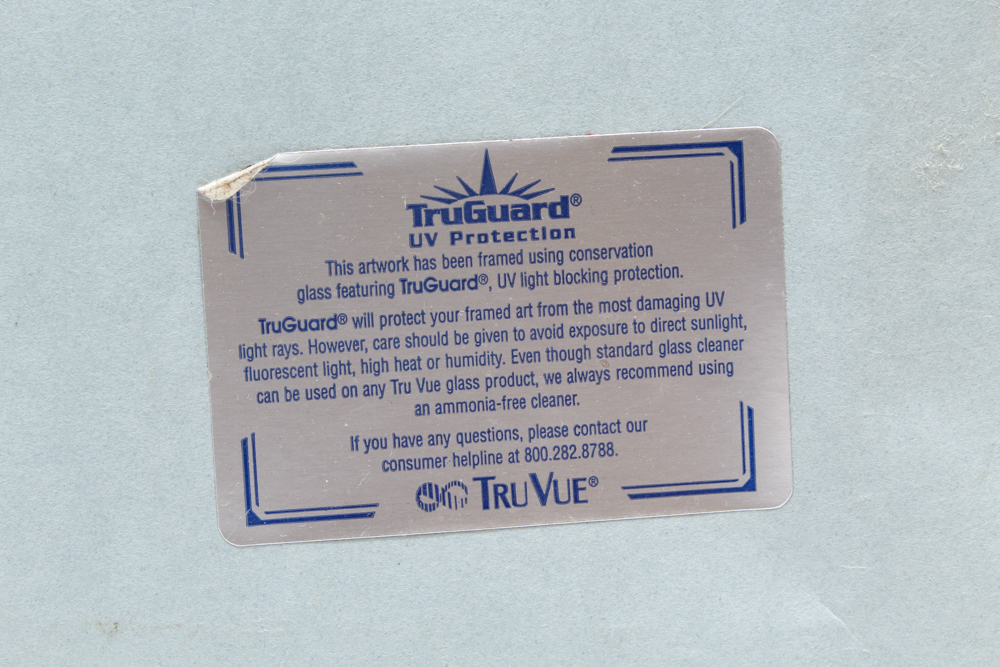 TruGuard®
UV Protection
This artwork has been framed using conservation
glass featuring TruGuard®, UV light blocking protection.
TruGuard® will protect your framed art from the most damaging UV
light rays. However, care should be given to avoid exposure to direct sunlight,
fluorescent light, high heat or humidity. Even though standard glass cleaner
can be used on any Tru Vue glass product, we always recommend using
an ammonia-free cleaner.
If you have any questions, please contact our
consumer helpline at 800.282.8788.
TRU VUE®